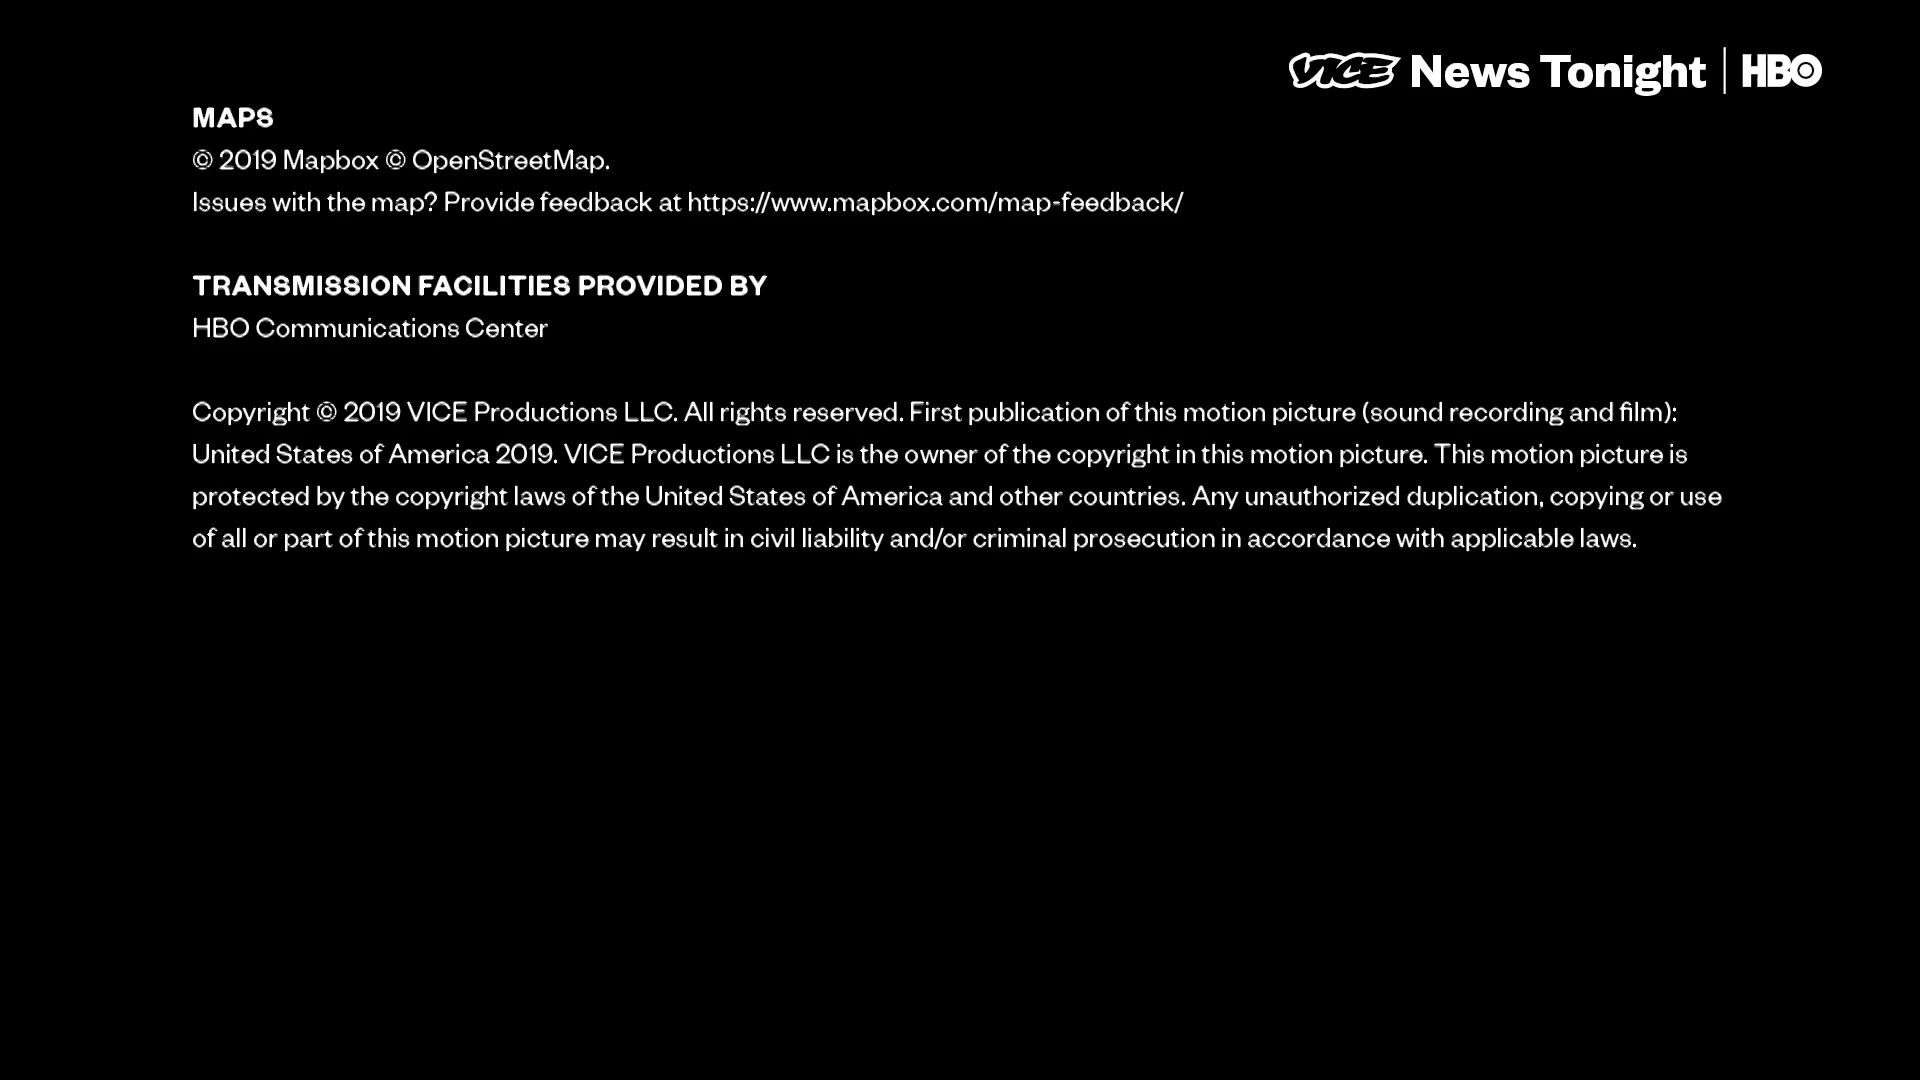 VICE News Tonight | HBO
MAPS
© 2019 Mapbox © OpenStreetMap.
Issues with the map? Provide feedback at https://www.mapbox.com/map-feedback/
TRANSMISSION FACILITIES PROVIDED BY
HBO Communications Center
Copyright © 2019 VICE Productions LLC. All rights reserved. First publication of this motion picture (sound recording and film):
United States of America 2019. VICE Productions LLC is the owner of the copyright in this motion picture. This motion picture is
protected by the copyright laws of the United States of America and other countries. Any unauthorized duplication, copying or use
of all or part of this motion picture may result in civil liability and/or criminal prosecution in accordance with applicable laws.